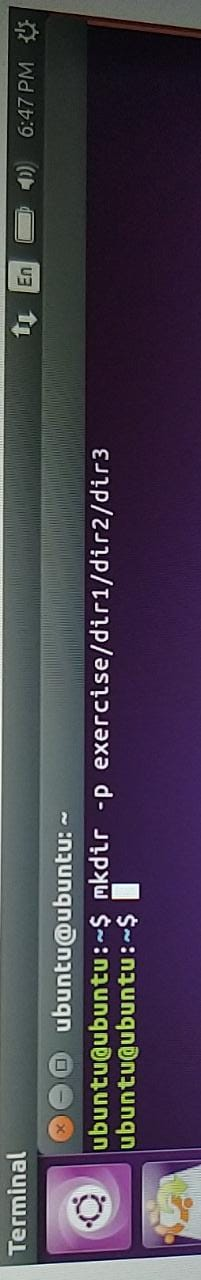 Terminal
En
6:47 PM
ubuntu@ubuntu: ~
ubuntu@ubuntu:~$ mkdir -p exercise/dir1/dir2/dir3
ubuntu@ubuntu:~$